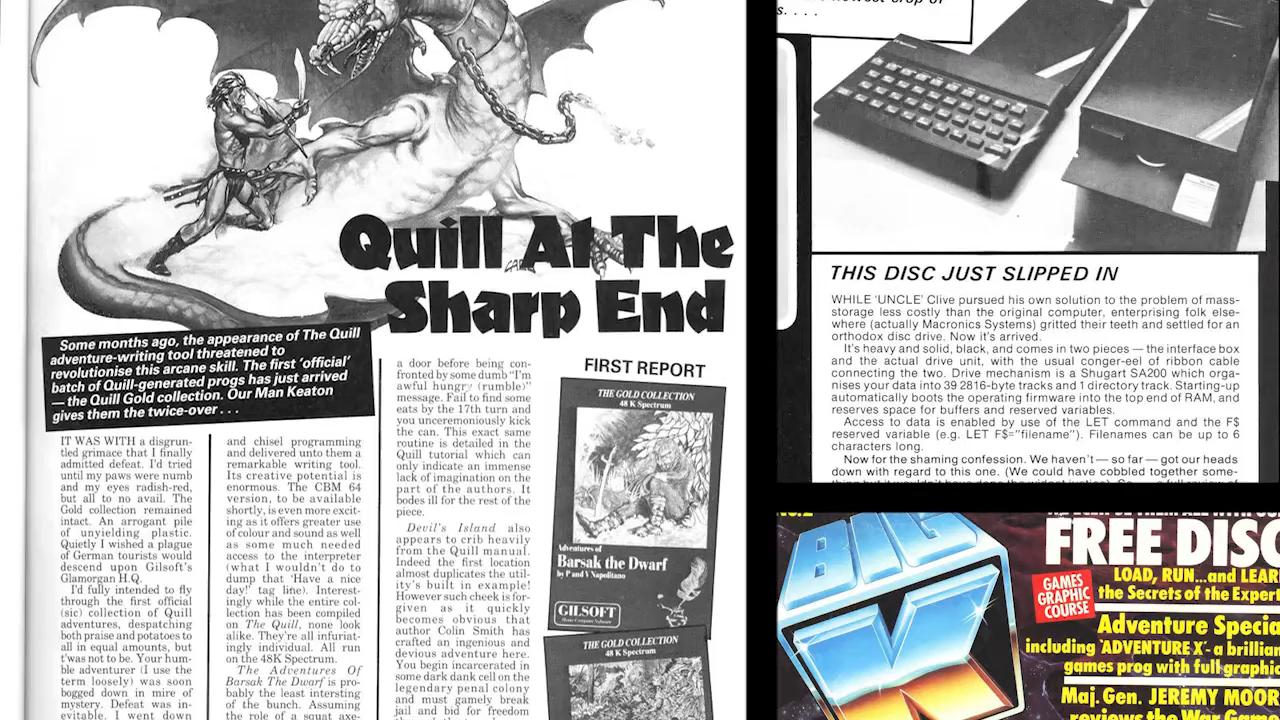 Quill At The
Sharp End
Some months ago, the appearance of The Quill
adventure-writing tool threatened to
revolutionise this arcane skill. The first 'official'
batch of Quill-generated progs has just arrived
— the Quill Gold collection. Our Man Keaton
gives them the twice-over . . .
IT WAS WITH a disgrun-
tled grimace that I finally
admitted defeat. I'd tried
until my paws were numb
and my eyes radish-red,
but all to no avail. The
Gold collection remained
intact. An arrogant pile
of unyielding plastic.
Quietly I wished a plague
of German tourists would
descend upon Gilsoft's
Glamorgan H.Q.
I'd fully intended to fly
through the first official
(sic) collection of Quill
adventures, despatching
both praise and potatoes to
all in equal amounts, but
t'was not to be. Your hum-
ble adventurer (I use the
term loosely) was soon
bogged down in mire of
mystery. Defeat was in-
evitable. I went down
and chisel programming
and delivered unto them a
remarkable writing tool.
Its creative potential is
enormous. The CBM 64
version, to be available
shortly, is even more excit-
ing as it offers greater use
of colour and sound as well
as some much needed
access to the interpreter
(what I wouldn't do to
dump that 'Have a nice
day!' tag line). Interest-
ingly while the entire col-
lection has been compiled
on The Quill, none look
alike. They're all infuriat-
ingly individual. All run
on the 48K Spectrum.
The Adventures Of
Barsak The Dwarf is pro-
bably the least intersting
of the bunch. Assuming
the role of a squat axe-
a door before being con-
fronted by some dumb "I'm
awful hungry (rumble)"
message. Fail to find some
eats by the 17th turn and
you unceremoniously kick
the can. This exact same
routine is detailed in the
Quill tutorial which can
only indicate an immense
lack of imagination on the
part of the authors. It
bodes ill for the rest of the
piece.
Devil's Island also
appears to crib heavily
from the Quill manual.
Indeed the first location
almost duplicates the util-
ity's built in example!
However such cheek is for-
given as it quickly
becomes obvious that
author Colin Smith has
crafted an ingenious and
devious adventure here.
You begin incarcerated in
some dark dank cell on the
legendary penal colony
and must gamely break
jail and bid for freedom
FIRST REPORT
THE GOLD COLLECTION
48 K Spectrum
Adventures of
Barsak the Dwarf
by P and V Napolitano
GILSOFT
Home Computer Software
THE GOLD COLLECTION
48 K Spectrum
s. . . .
THIS DISC JUST SLIPPED IN
WHILE 'UNCLE' Clive pursued his own solution to the problem of mass-
storage less costly than the original computer, enterprising folk else-
where (actually Macronics Systems) gritted their teeth and settled for an
orthodox disc drive. Now it's arrived.
It's heavy and solid, black, and comes in two pieces — the interface box
and the actual drive unit, with the usual conger-eel of ribbon cable
connecting the two. Drive mechanism is a Shugart SA200 which orga-
nises your data into 39 2816-byte tracks and 1 directory track. Starting-up
automatically boots the operating firmware into the top end of RAM, and
reserves space for buffers and reserved variables.
Access to data is enabled by use of the LET command and the F$
reserved variable (e.g. LET F$="filename"). Filenames can be up to 6
characters long.
Now for the shaming confession. We haven't — so far — got our heads
down with regard to this one. (We could have cobbled together some-
No.2
BIG
FREE DISC
GAMES
GRAPHIC
COURSE
LOAD, RUN...and LEAR
the Secrets of the Expert
Adventure Specia
including 'ADVENTURE X'- a brillian
games prog with full graphic
Maj. Gen. JEREMY MOOR
reviews the War Game